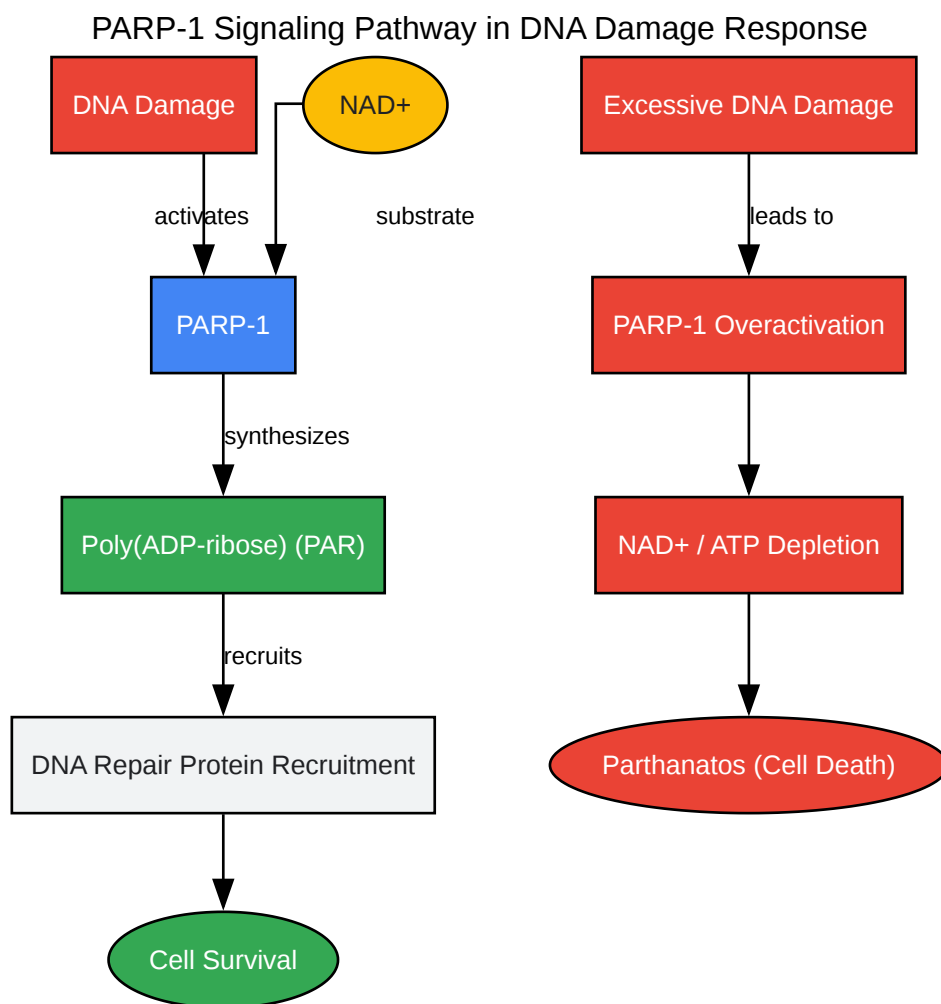 PARP-1 Signaling Pathway in DNA Damage Response
DNA Damage
NAD+
Excessive DNA Damage
activates
substrate
leads to
PARP-1
PARP-1 Overactivation
synthesizes
Poly(ADP-ribose) (PAR)
NAD+ / ATP Depletion
recruits
DNA Repair Protein Recruitment
Parthanatos (Cell Death)
Cell Survival